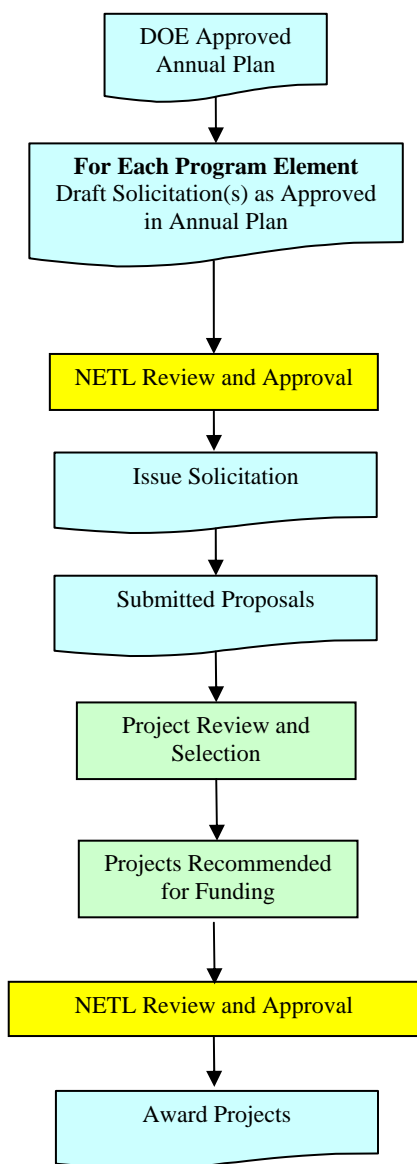 DOE Approved
Annual Plan
For Each Program Element
Draft Solicitation(s) as Approved
in Annual Plan
NETL Review and Approval
Issue Solicitation
Submitted Proposals
Project Review and
Selection
Projects Recommended
for Funding
NETL Review and Approval
Award Projects